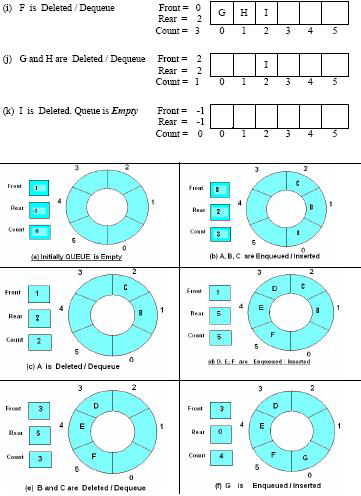 (i) F is Deleted / Dequeue Front = 0
Rear = 2
Count = 3
G H I
0 1 2 3 4 5
(j) G and H are Deleted / Dequeue Front = 2
Rear = 2
Count = 1
I
0 1 2 3 4 5
(k) I is Deleted. Queue is Empty Front = -1
Rear = -1
Count = 0
0 1 2 3 4 5
3 2
Front -1
4 1
Rear -1
Count 0
5 0
(a) Initially QUEUE is Empty
3 2
Front 0 C
4 B 1
Rear 2
Count 3 A
5 0
(b) A, B, C are Enqueued / Inserted
3 2
Front 1 C
4 B 1
Rear 2
Count 2
5 0
(c) A is Deleted / Dequeue
3 2
Front 1 D C
4 E B 1
Rear 5
Count 5 F
5 0
(d) D, E, F are Enqueued / Inserted
3 2
Front 3 D
4 E 1
Rear 5
Count 3 F
5 0
(e) B and C are Deleted / Dequeue
3 2
Front 3 D
4 E 1
Rear 0
Count 4 F G
5 0
(f) G is Enqueued / Inserted